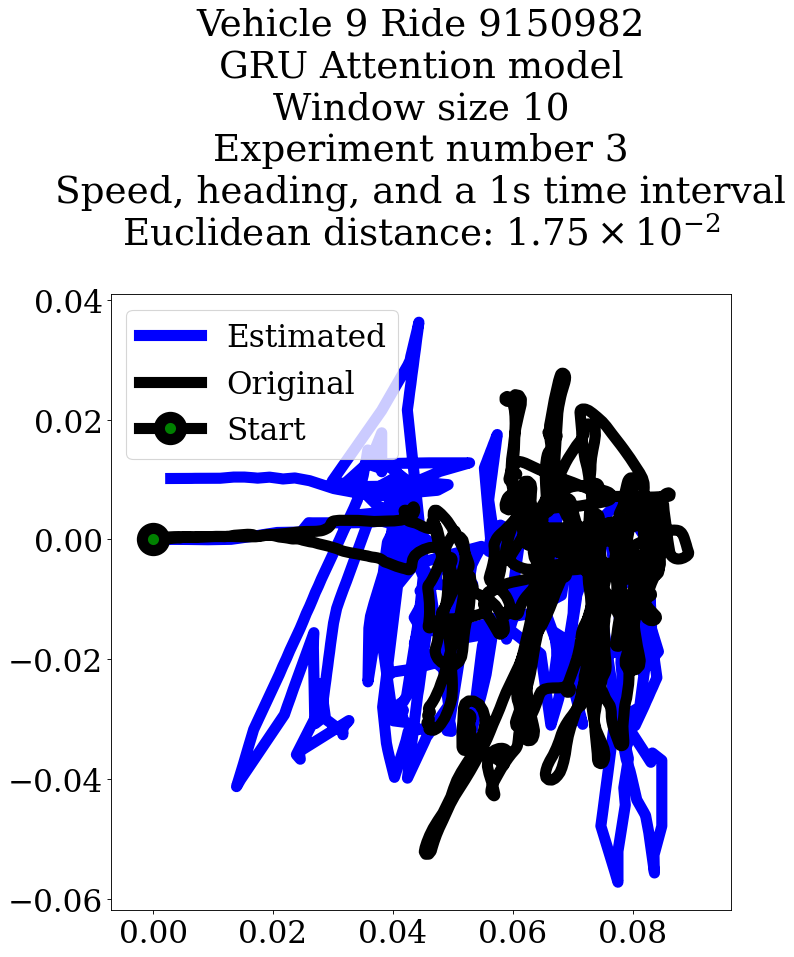 Vehicle 9 Ride 9150982
GRU Attention model
Window size 10
Experiment number 3
Speed, heading, and a 1s time interval
Euclidean distance: 1.75 × 10⁻²
0.04
Estimated
Original
Start
0.02
0.00
−0.02
−0.04
−0.06
0.00 0.02 0.04 0.06 0.08